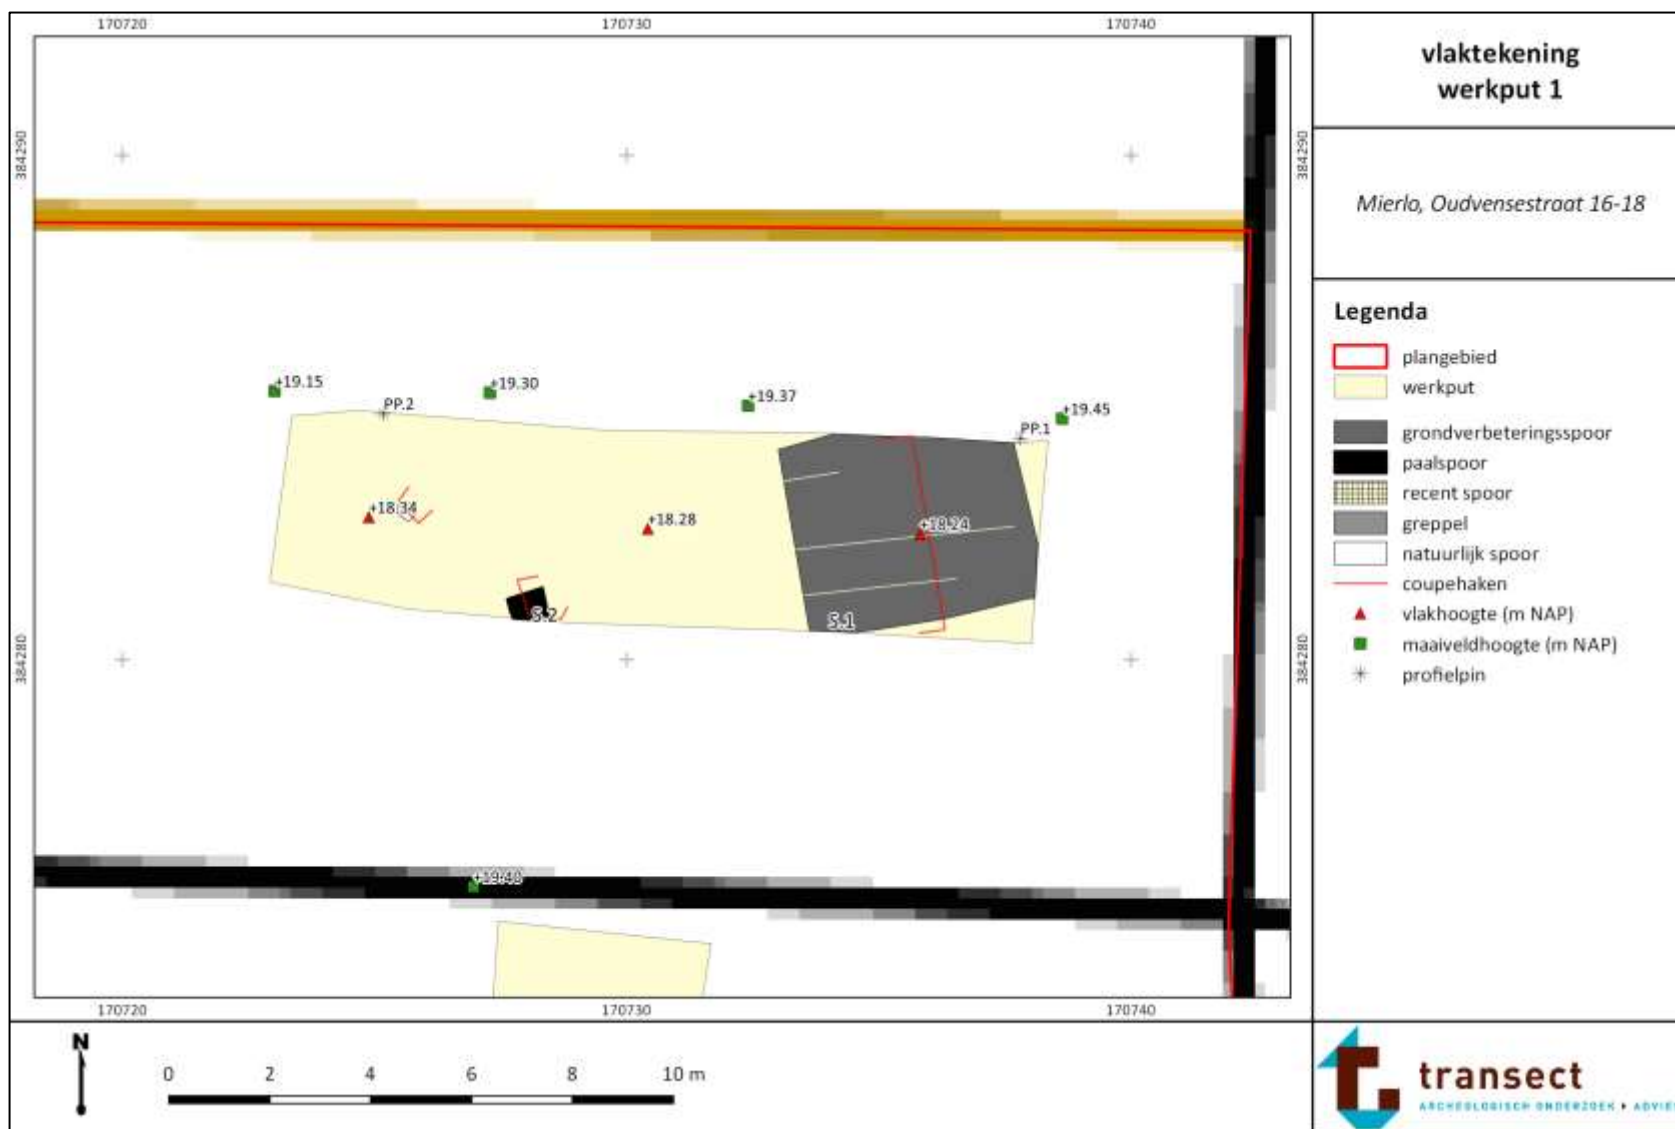 170720
170730
170740
384290
384290
+19.15
+19.30
+19.37
+19.45
PP.2
PP.1
+18.34
+18.28
+18.24
S.2
S.1
384280
384280
170720
170730
170740
N
0 2 4 6 8 10 m
vlaktekening
werkput 1
Mierlo, Oudvensestraat 16-18
Legenda
plangebied
werkput
grondverbeteringsspoor
paalspoor
recent spoor
greppel
natuurlijk spoor
coupehaken
vlakhoogte (m NAP)
maaiveldhoogte (m NAP)
profielpin
transect
ARCHEOLOGISCH ONDERZOEK & ADVIES